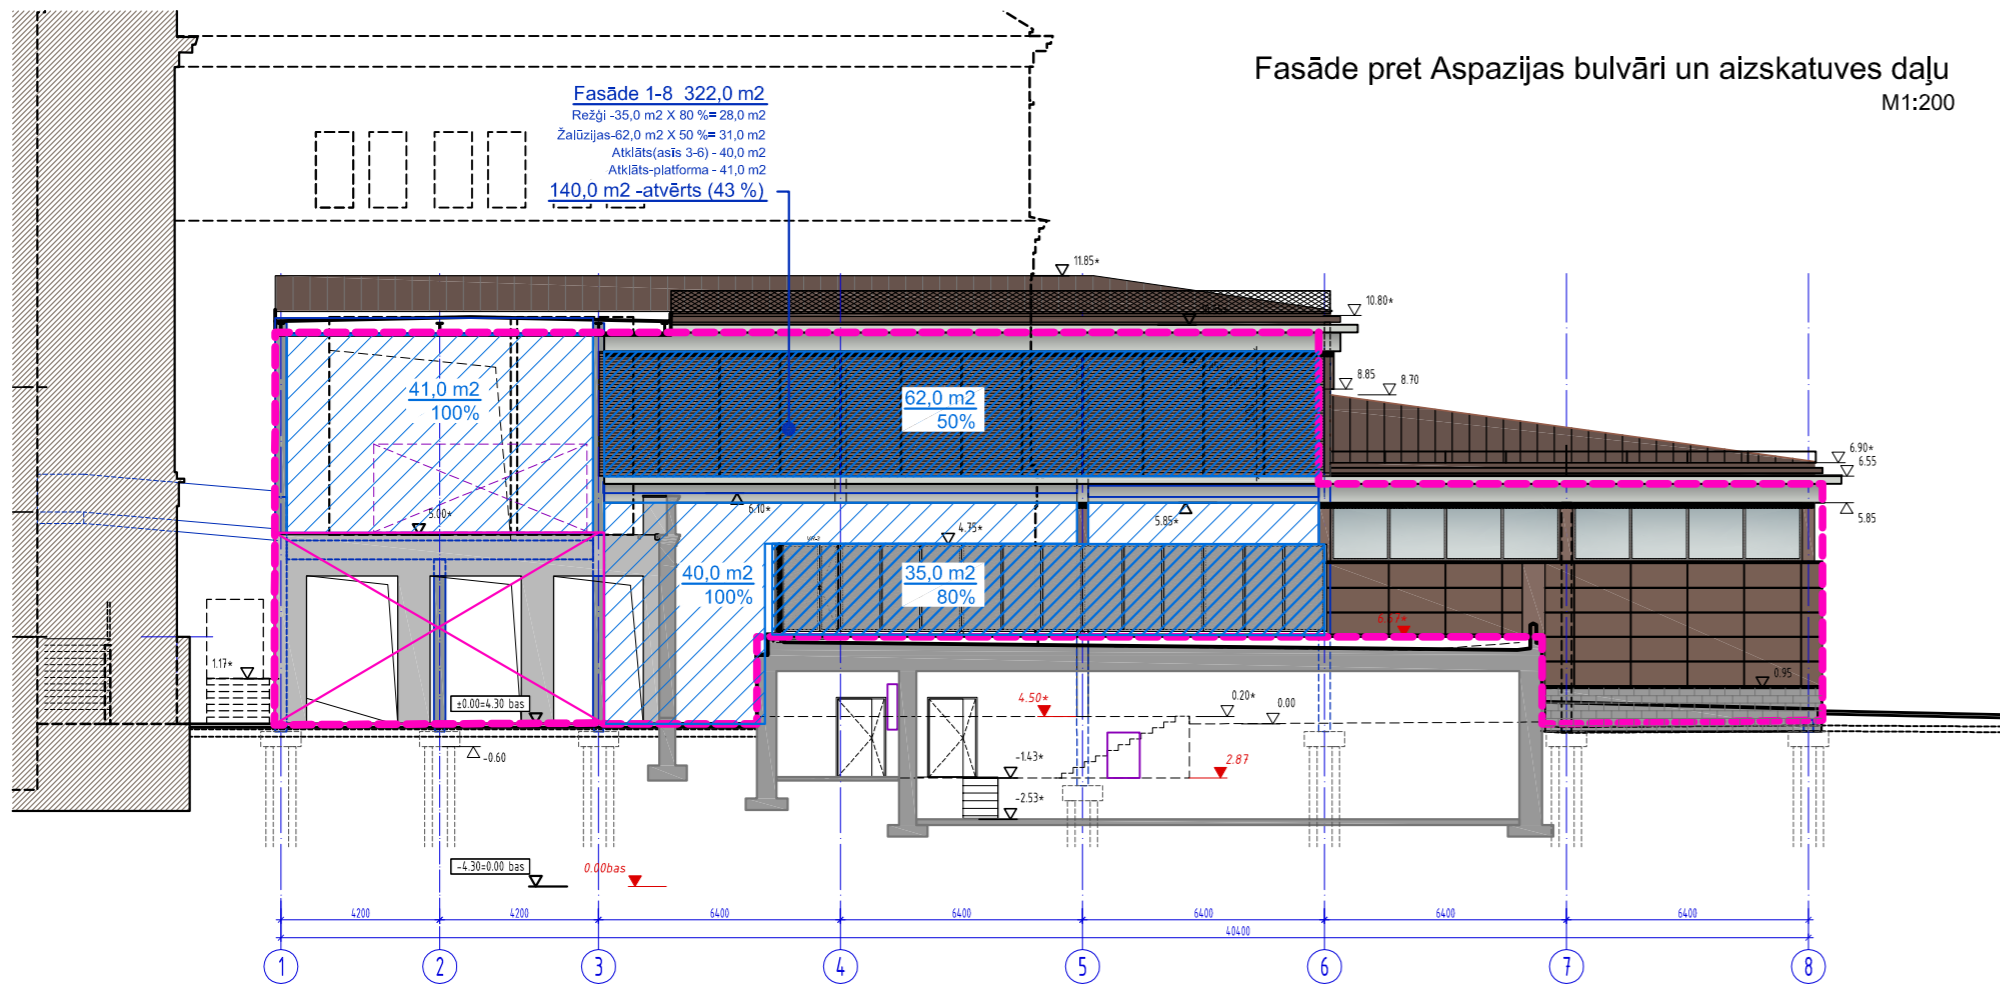 Fasāde pret Aspazijas bulvāri un aizskatuves daļu
M1:200
Fasāde 1-8 322,0 m2
Režģi -35,0 m2 X 80 %= 28,0 m2
Žalūzijas-62,0 m2 X 50 %= 31,0 m2
Atklāts(asīs 3-6) - 40,0 m2
Atklāts-platforma - 41,0 m2
140,0 m2 -atvērts (43 %)
11.85*
10.80*
8.85
8.70
41,0 m2
100%
62,0 m2
50%
6.90*
6.55
5.00*
6.10*
5.85*
5.85
4.75*
40,0 m2
100%
35,0 m2
80%
1.17*
0.95
±0.00=4.30 bas
4.50*
0.20*
0.00
-0.60
-1.43*
2.87
-2.53*
-4.30=0.00 bas
0.00bas
4200
4200
6400
6400
6400
6400
6400
40400
1
2
3
4
5
6
7
8